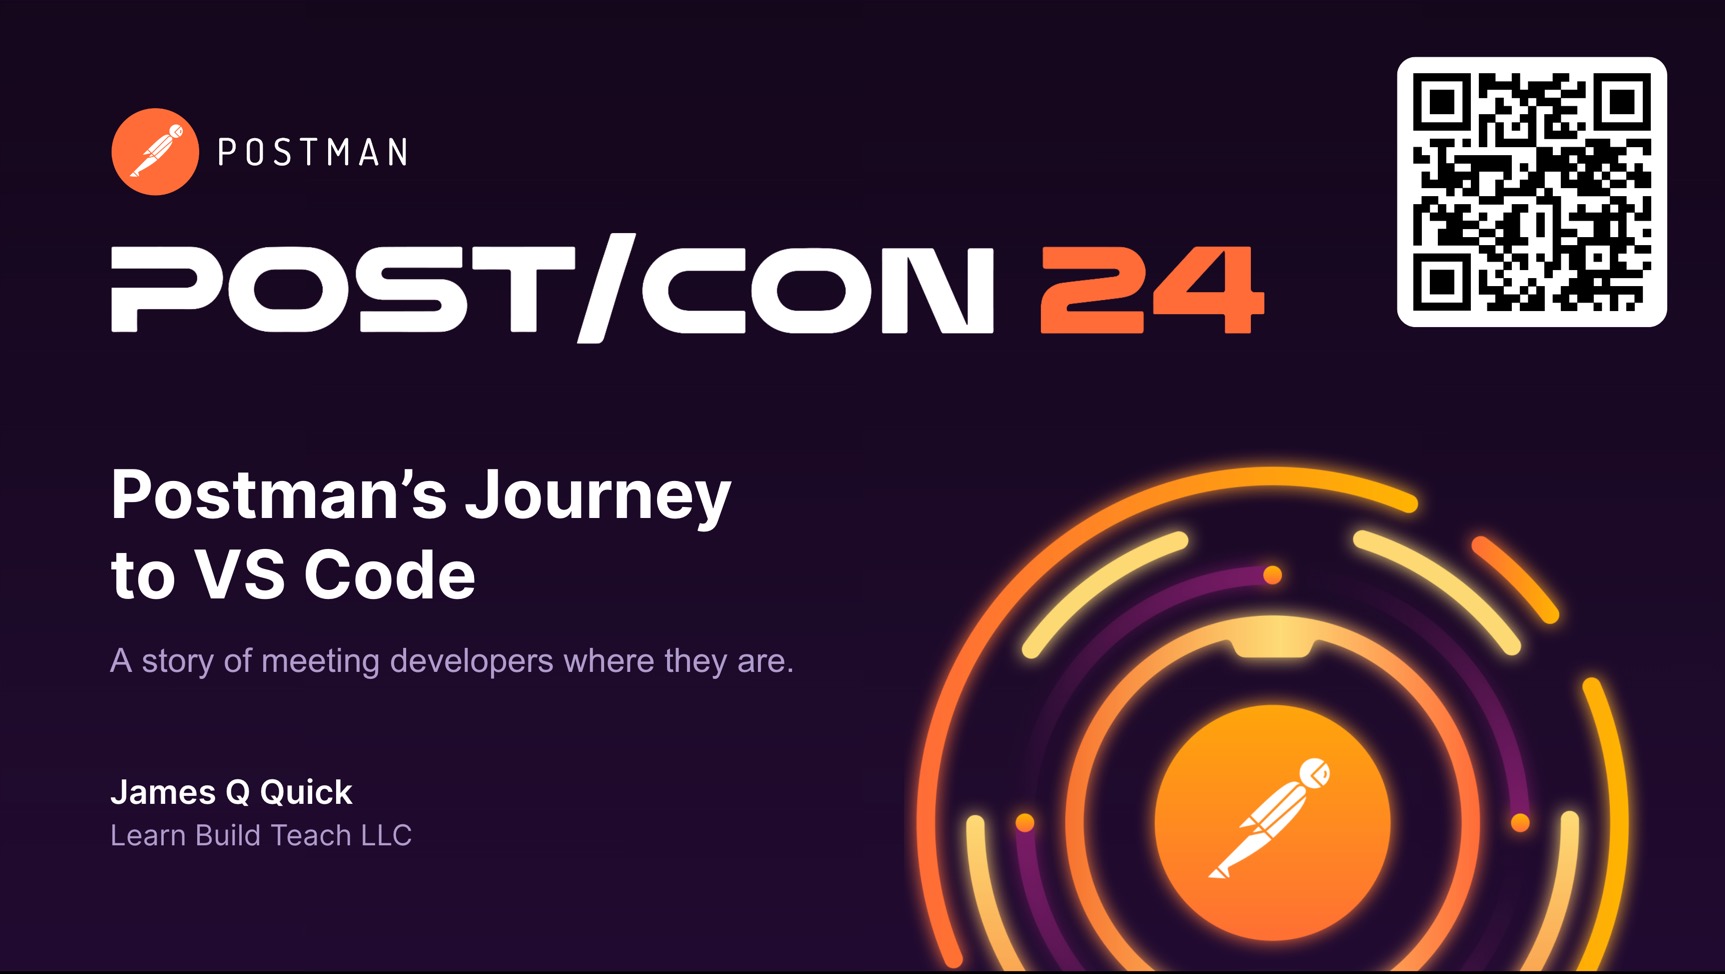 POSTMAN
POST/CON 24
Postman’s Journey
to VS Code
A story of meeting developers where they are.
James Q Quick
Learn Build Teach LLC